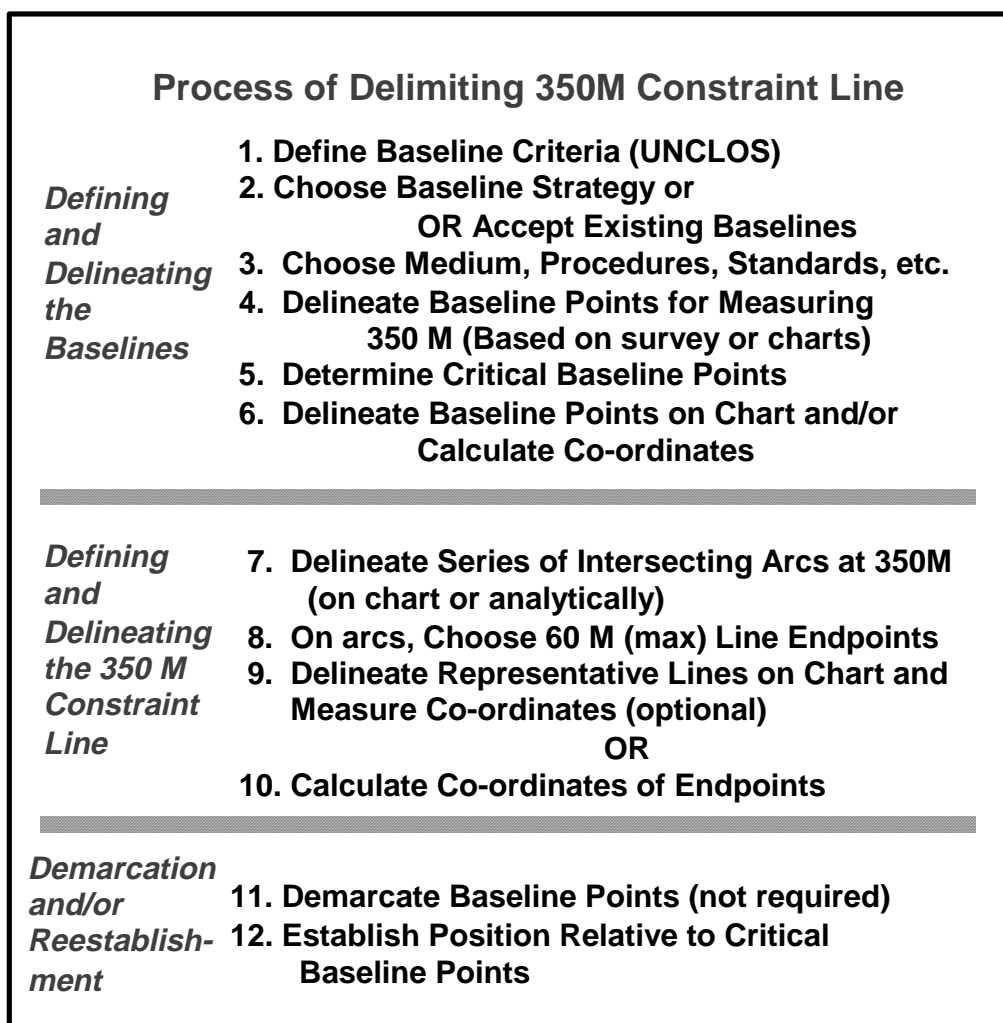 Process of Delimiting 350M Constraint Line
Defining
and
Delineating
the
Baselines
1. Define Baseline Criteria (UNCLOS)
2. Choose Baseline Strategy or
OR Accept Existing Baselines
3. Choose Medium, Procedures, Standards, etc.
4. Delineate Baseline Points for Measuring
350 M (Based on survey or charts)
5. Determine Critical Baseline Points
6. Delineate Baseline Points on Chart and/or
Calculate Co-ordinates
Defining
and
Delineating
the 350 M
Constraint
Line
7. Delineate Series of Intersecting Arcs at 350M
(on chart or analytically)
8. On arcs, Choose 60 M (max) Line Endpoints
9. Delineate Representative Lines on Chart and
Measure Co-ordinates (optional)
OR
10. Calculate Co-ordinates of Endpoints
Demarcation
and/or
Reestablish-
ment
11. Demarcate Baseline Points (not required)
12. Establish Position Relative to Critical
Baseline Points